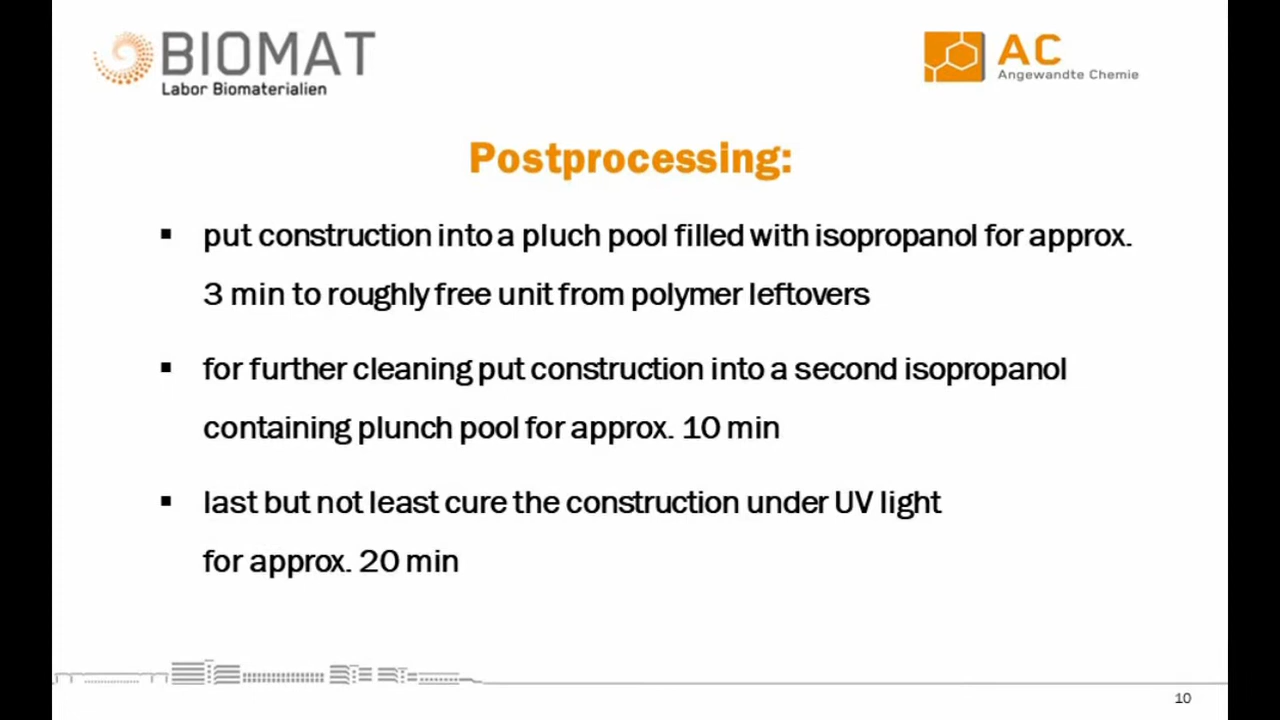 BIOMAT
Labor Biomaterialien
AC
Angewandte Chemie
Postprocessing:
▪ put construction into a pluch pool filled with isopropanol for approx.
3 min to roughly free unit from polymer leftovers
▪ for further cleaning put construction into a second isopropanol
containing plunch pool for approx. 10 min
▪ last but not least cure the construction under UV light
for approx. 20 min
10